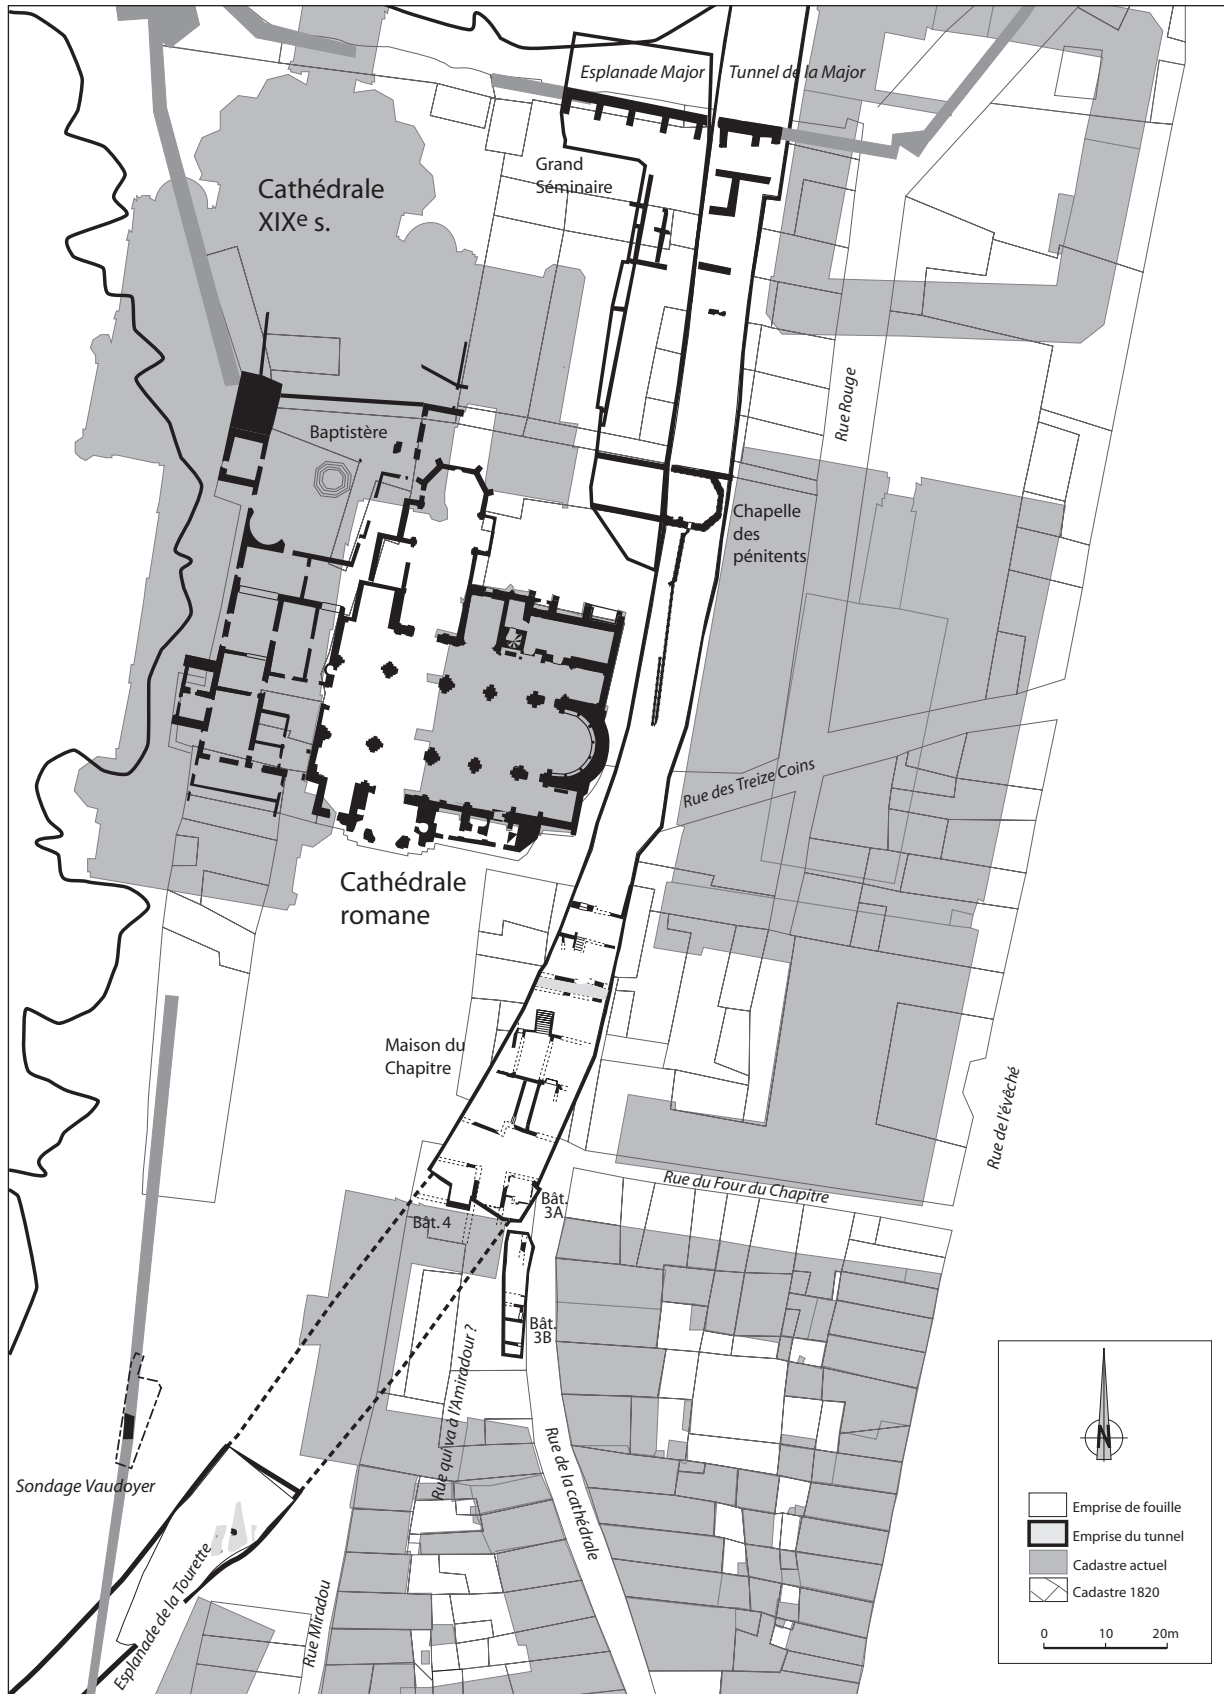 Esplanade Major
Tunnel de la Major
Grand
Séminaire
Cathédrale
XIXe s.
Rue Rouge
Baptistère
Chapelle
des
pénitents
Rue des Treize Coins
Cathédrale
romane
Maison du
Chapitre
Rue de l'évêché
Rue du Four du Chapitre
Bât.
3A
Bât. 4
Bât.
3B
Rue qui va à l'Amiradour ?
Rue de la cathédrale
Sondage Vaudoyer
Esplanade de la Tourette
Rue Miradou
N
Emprise de fouille
Emprise du tunnel
Cadastre actuel
Cadastre 1820
0 10 20m